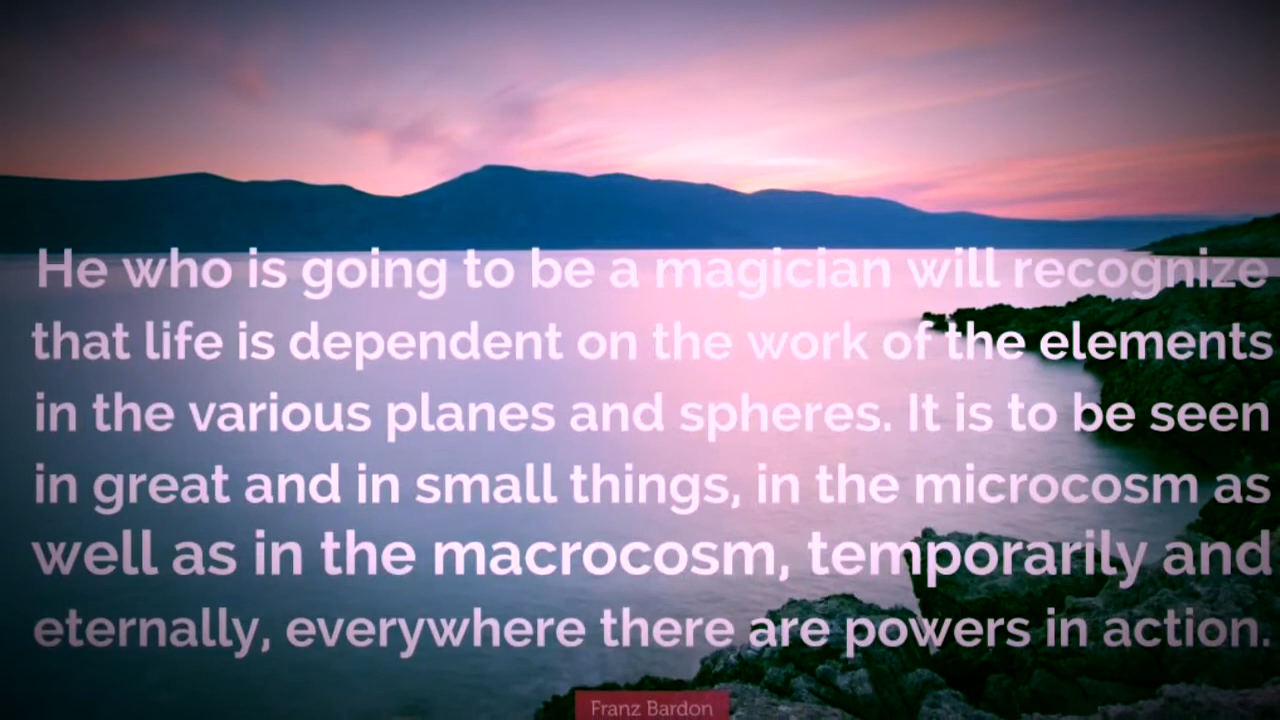 He who is going to be a magician will recognize
that life is dependent on the work of the elements
in the various planes and spheres. It is to be seen
in great and in small things, in the microcosm as
well as in the macrocosm, temporarily and
eternally, everywhere there are powers in action.
Franz Bardon